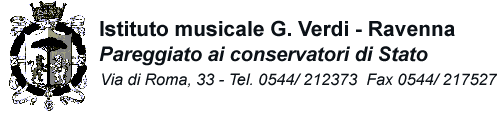 Istituto musicale G. Verdi - Ravenna
Pareggiato ai conservatori di Stato
Via di Roma, 33 - Tel. 0544/ 212373  Fax 0544/ 217527